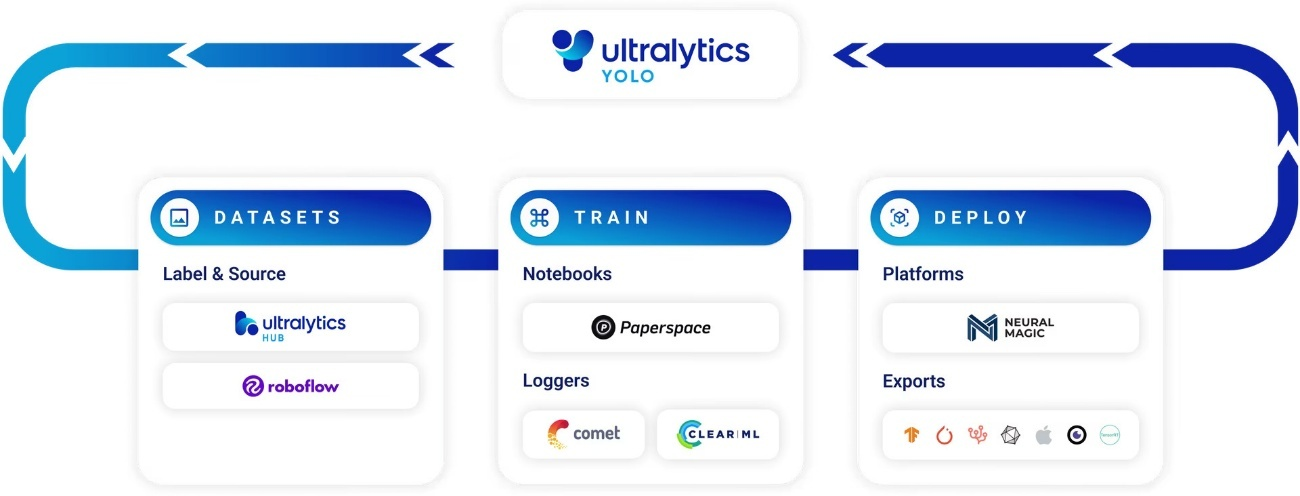 ultralytics
YOLO
DATASETS
Label & Source
ultralytics
HUB
roboflow
TRAIN
Notebooks
Paperspace
Loggers
comet
CLEAR|ML
DEPLOY
Platforms
NEURAL
MAGIC
Exports